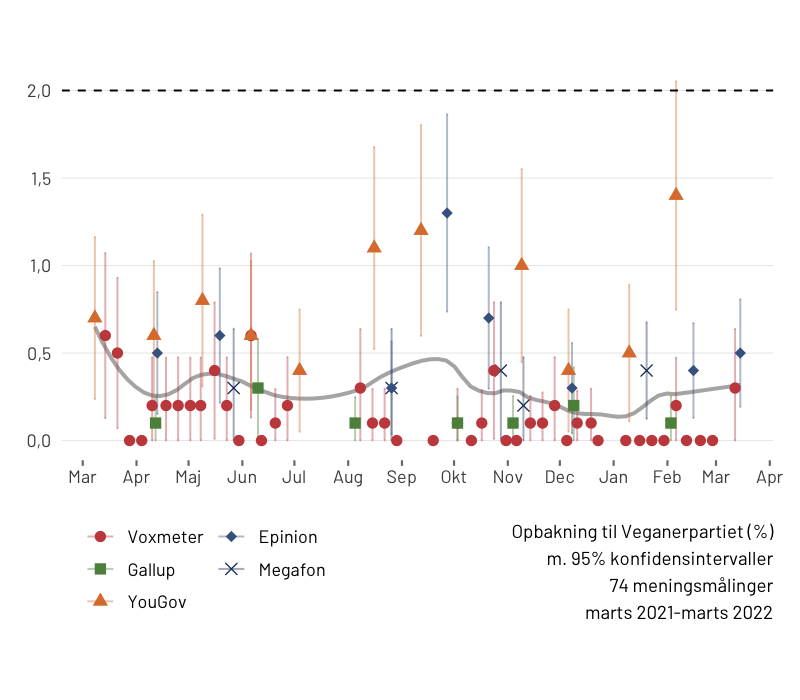 2,0
1,5
1,0
0,5
0,0
Mar Apr Maj Jun Jul Aug Sep Okt Nov Dec Jan Feb Mar Apr
Voxmeter Epinion
Gallup Megafon
YouGov
Opbakning til Veganerpartiet (%)
m. 95% konfidensintervaller
74 meningsmålinger
marts 2021-marts 2022